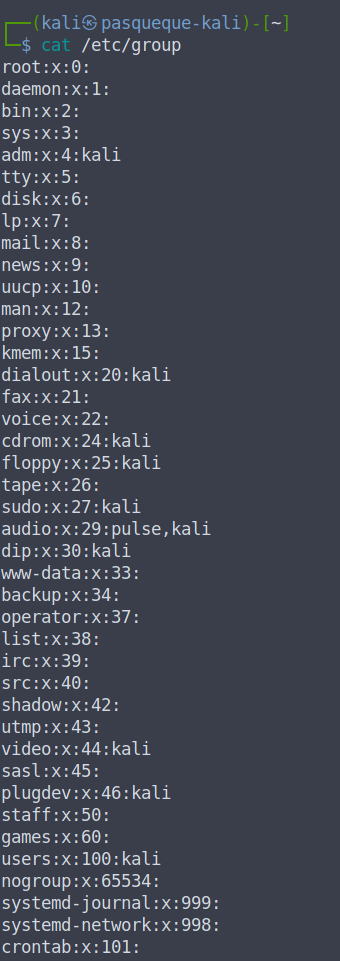 ┌──(kali㉿pasqueque-kali)-[~]
└─$ cat /etc/group
root:x:0:
daemon:x:1:
bin:x:2:
sys:x:3:
adm:x:4:kali
tty:x:5:
disk:x:6:
lp:x:7:
mail:x:8:
news:x:9:
uucp:x:10:
man:x:12:
proxy:x:13:
kmem:x:15:
dialout:x:20:kali
fax:x:21:
voice:x:22:
cdrom:x:24:kali
floppy:x:25:kali
tape:x:26:
sudo:x:27:kali
audio:x:29:pulse,kali
dip:x:30:kali
www-data:x:33:
backup:x:34:
operator:x:37:
list:x:38:
irc:x:39:
src:x:40:
shadow:x:42:
utmp:x:43:
video:x:44:kali
sasl:x:45:
plugdev:x:46:kali
staff:x:50:
games:x:60:
users:x:100:kali
nogroup:x:65534:
systemd-journal:x:999:
systemd-network:x:998:
crontab:x:101: